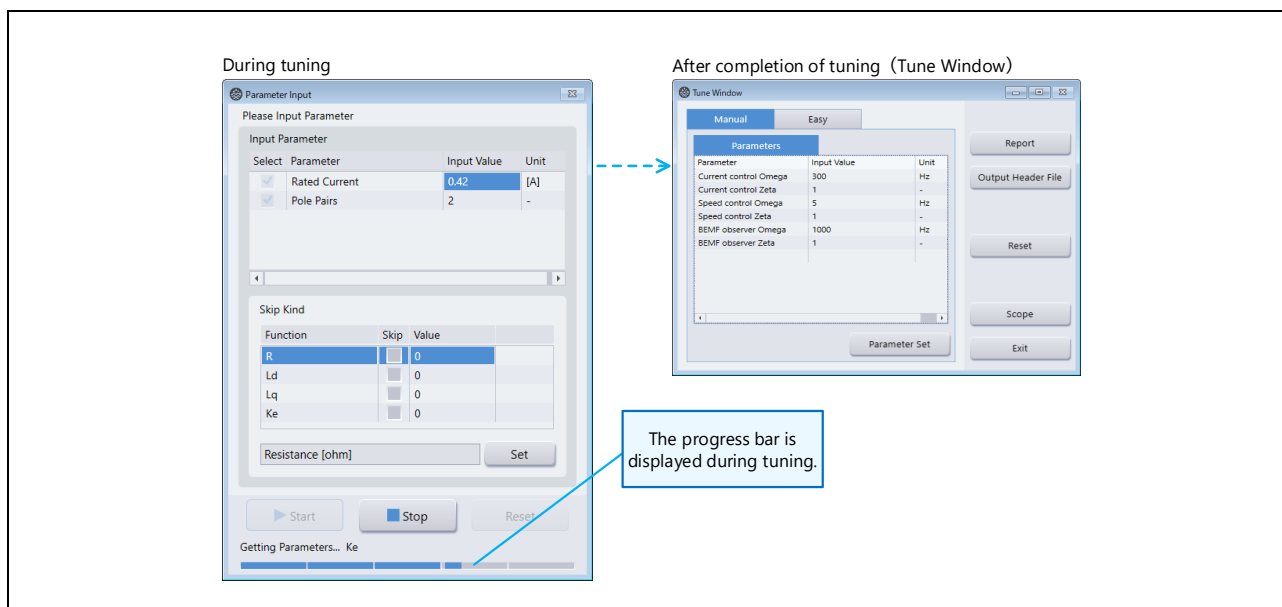 During tuning
Parameter Input
Please Input Parameter
Input Parameter
Select Parameter Input Value Unit
Rated Current 0.42 [A]
Pole Pairs 2 -
Skip Kind
Function Skip Value
R 0
Ld 0
Lq 0
Ke 0
Resistance [ohm] Set
Start Stop Reset
Getting Parameters... Ke
The progress bar is
displayed during tuning.
After completion of tuning（Tune Window）
Tune Window
Manual Easy
Parameters
Parameter Input Value Unit
Current control Omega 300 Hz
Current control Zeta 1 -
Speed control Omega 5 Hz
Speed control Zeta 1 -
BEMF observer Omega 1000 Hz
BEMF observer Zeta 1 -
Parameter Set
Report
Output Header File
Reset
Scope
Exit